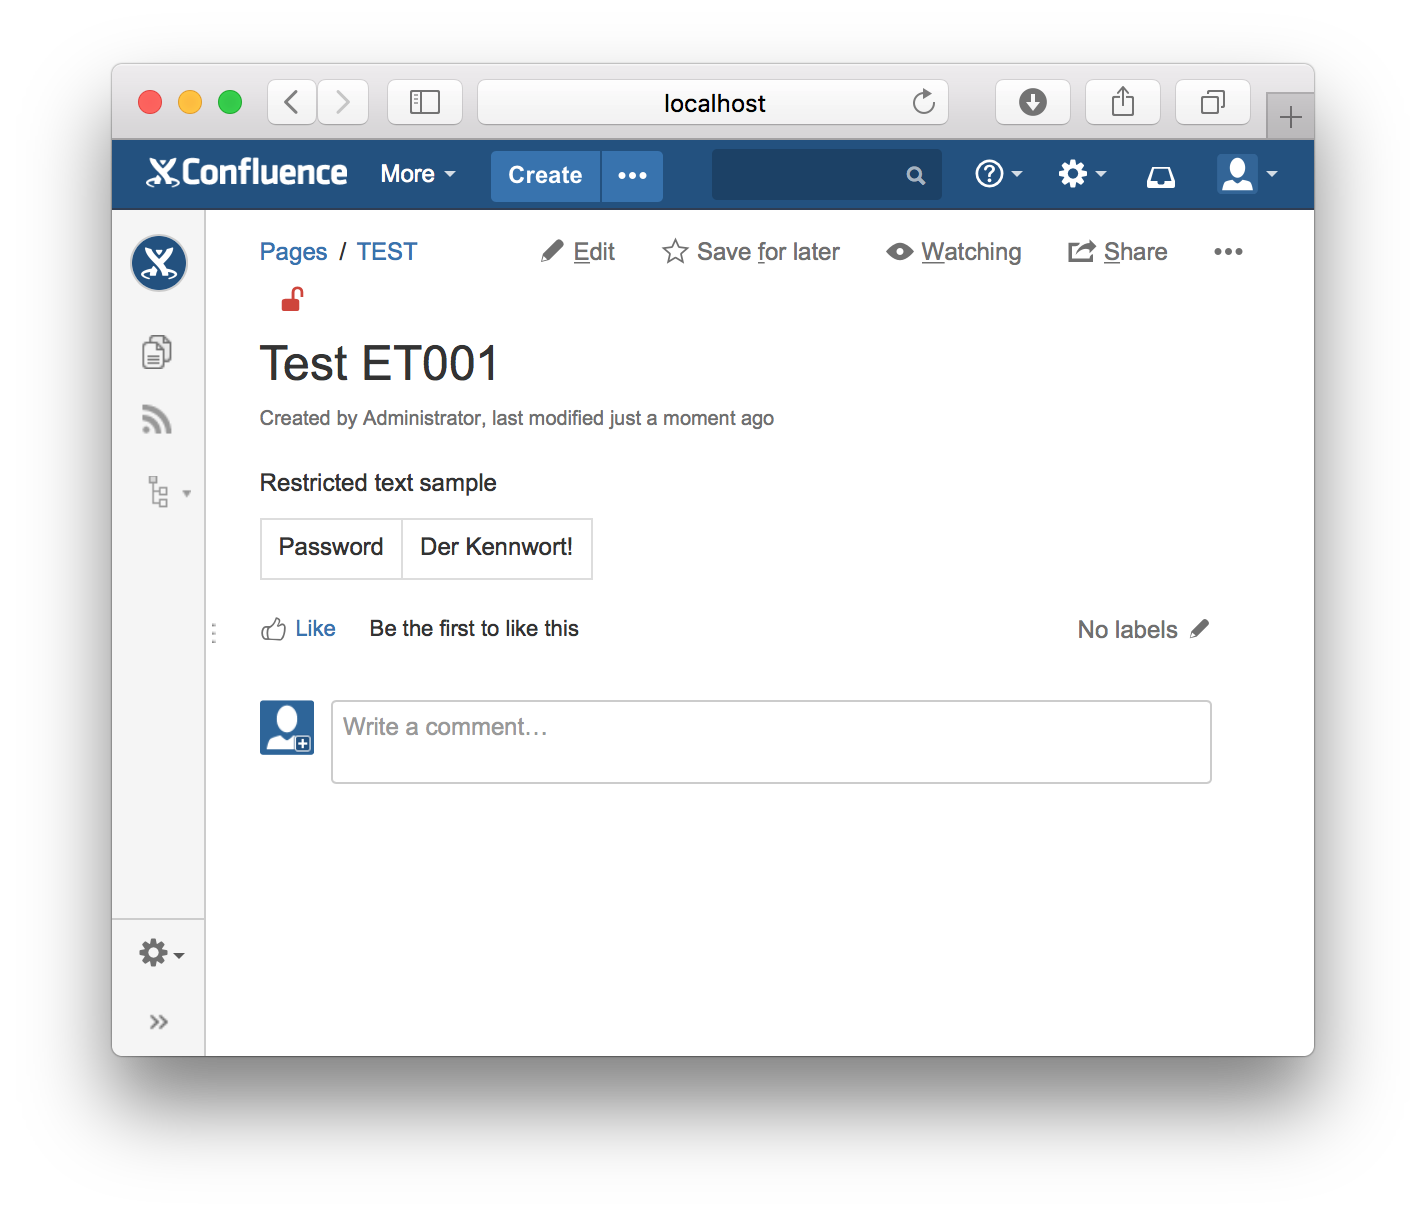 localhost
Confluence More Create
Pages / TEST Edit Save for later Watching Share
Test ET001
Created by Administrator, last modified just a moment ago
Restricted text sample
Password Der Kennwort!
Like Be the first to like this No labels
Write a comment…